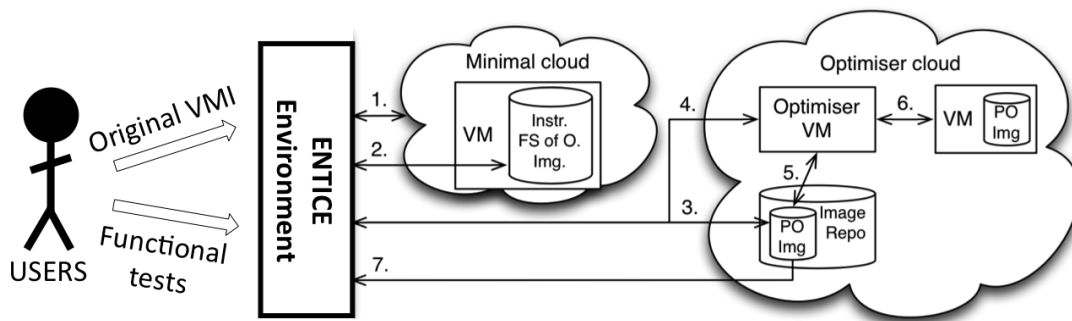 Original VMI
Functional
tests
USERS
ENTICE
Environment
Minimal cloud
1.
2.
VM
Instr.
FS of O.
Img.
Optimiser cloud
4.
Optimiser
VM
6.
VM
PO
Img
5.
3.
PO
Img
Image
Repo
7.